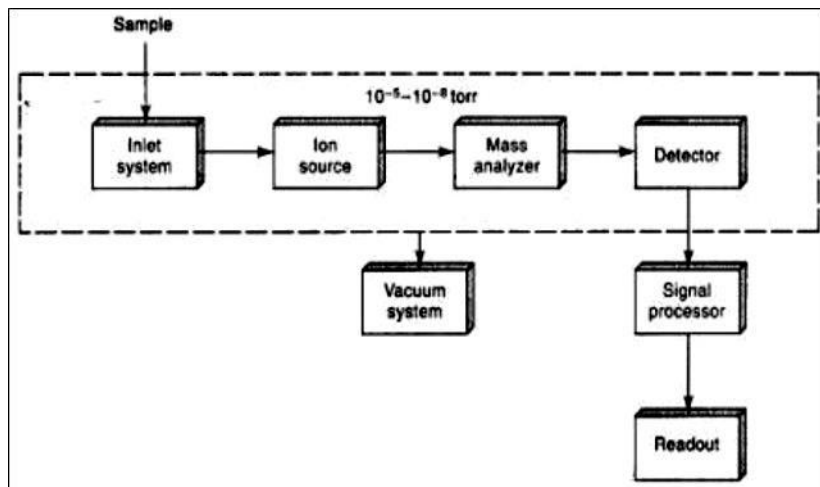 Sample
10⁻⁵–10⁻⁸ torr
Inlet
system
Ion
source
Mass
analyzer
Detector
Vacuum
system
Signal
processor
Readout